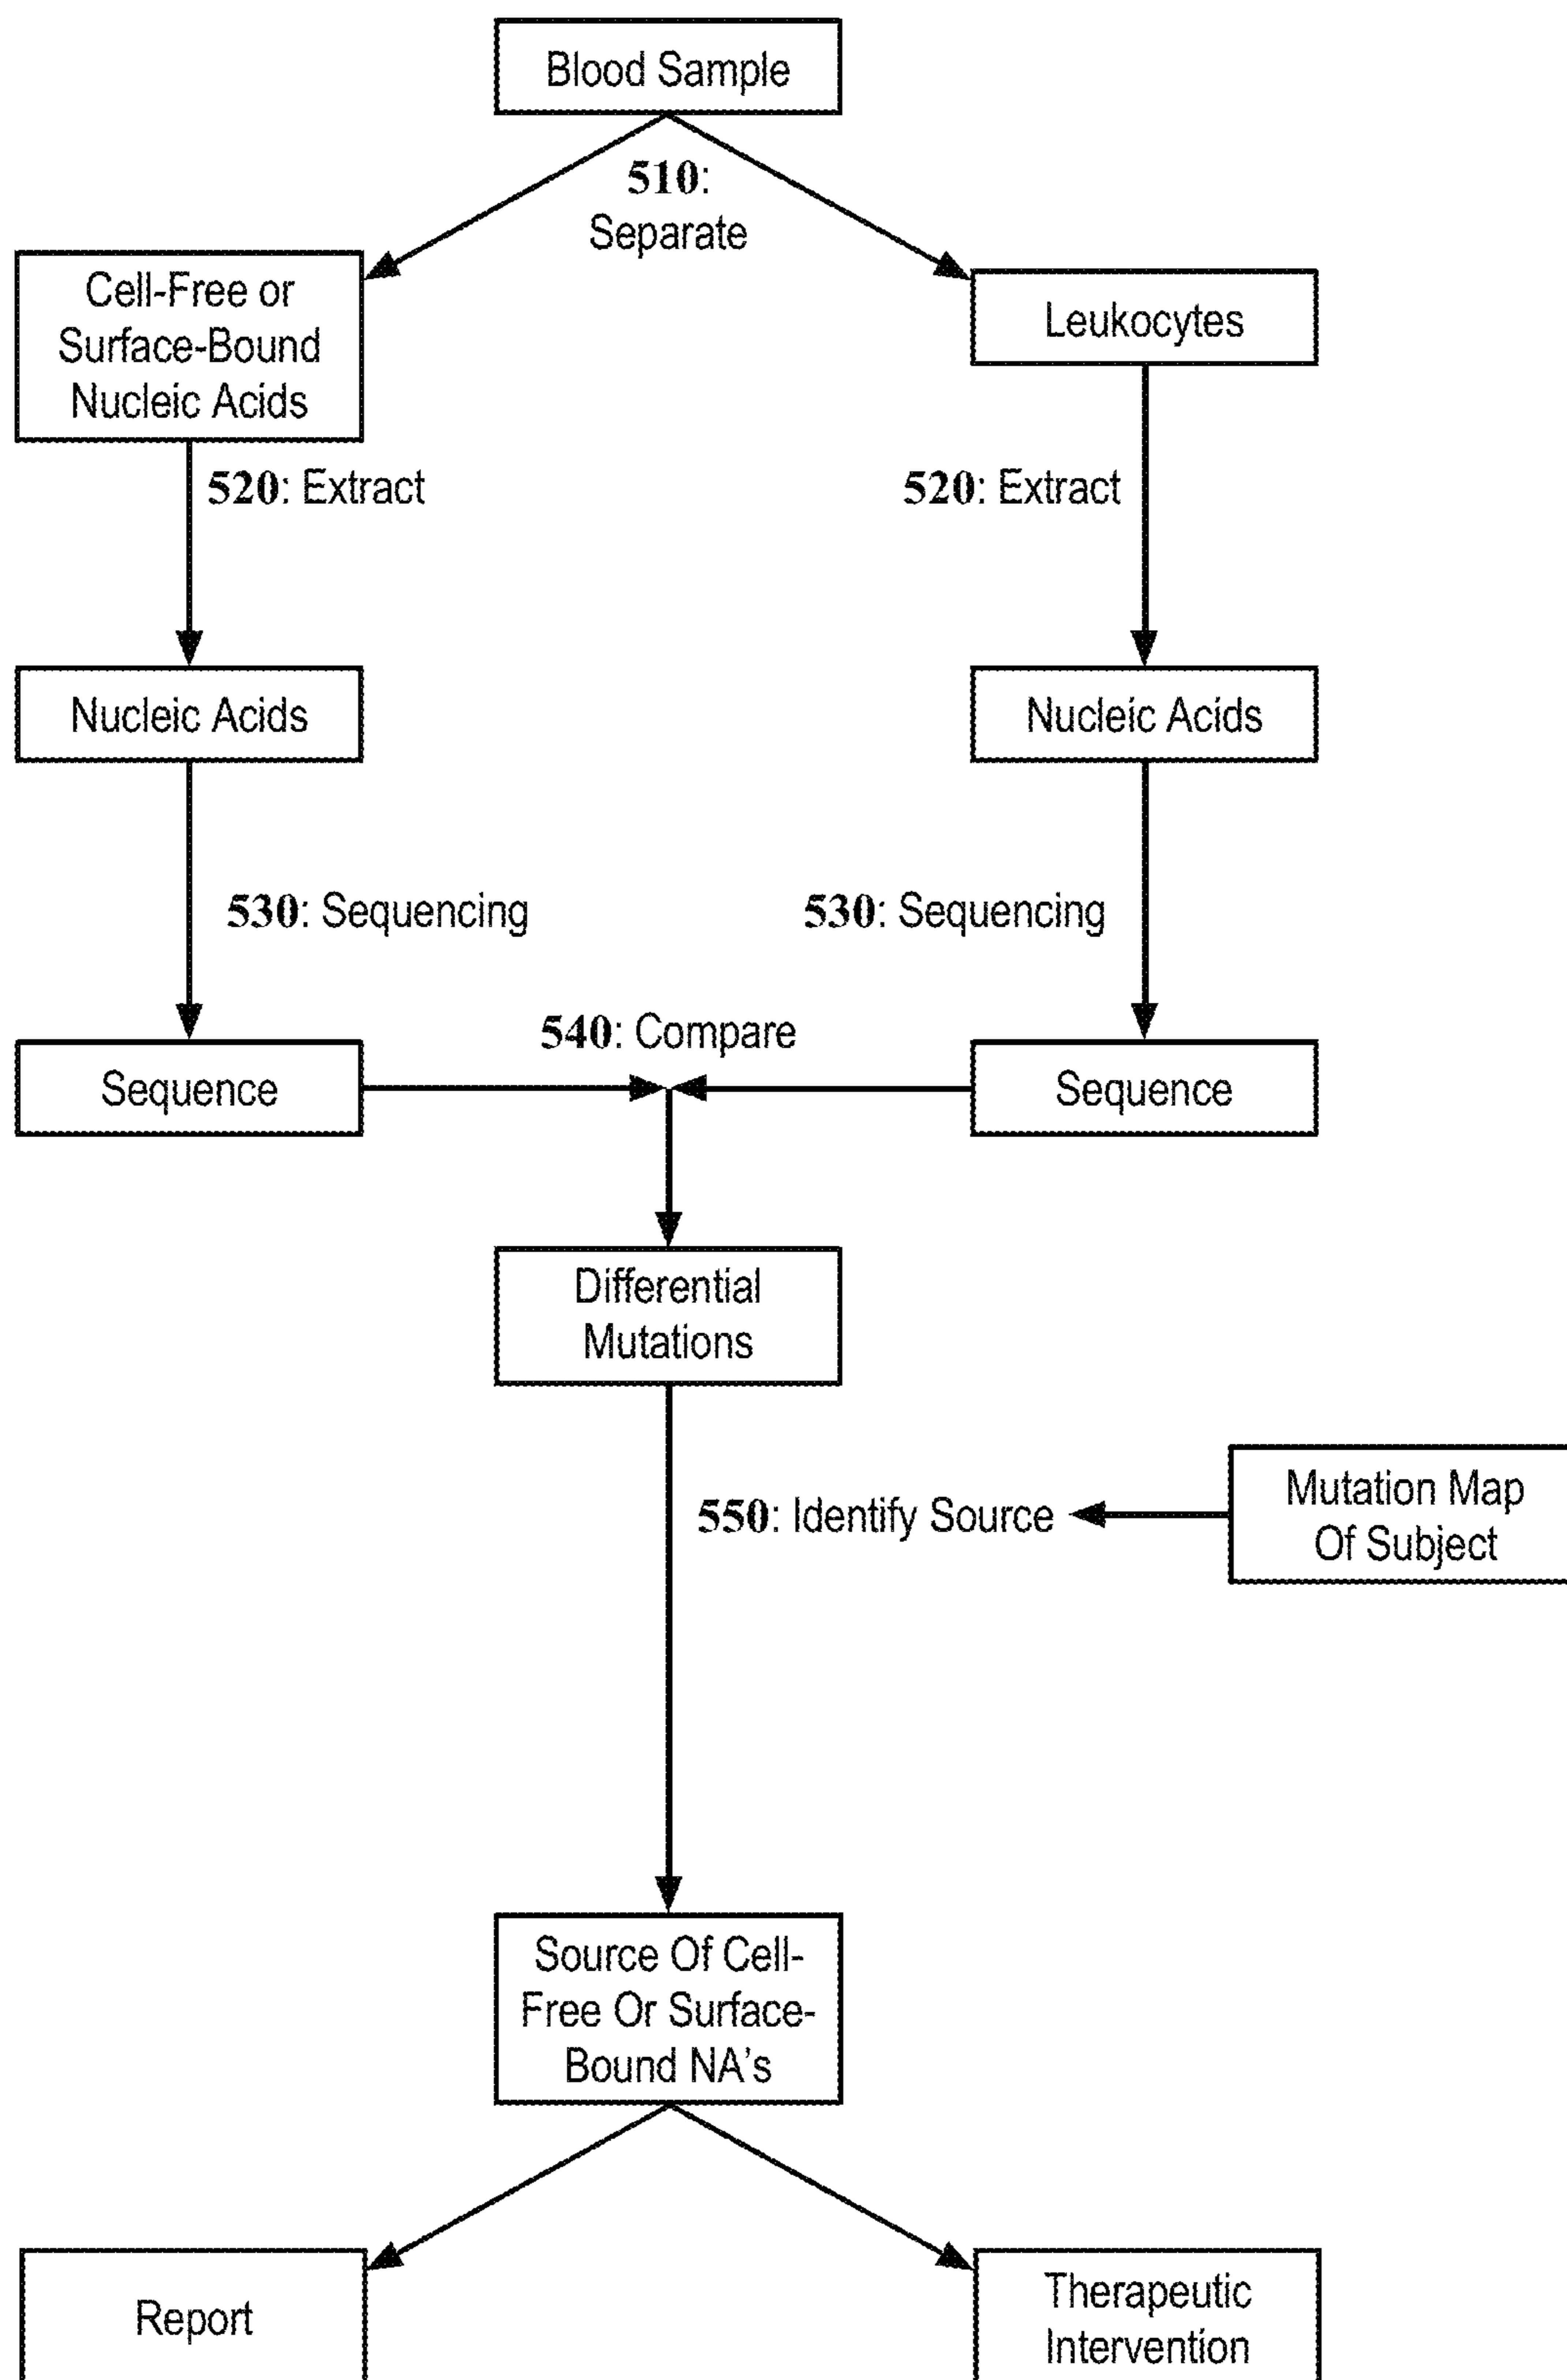 Blood Sample
510:
Separate
Cell-Free or
Surface-Bound
Nucleic Acids
Leukocytes
520: Extract
520: Extract
Nucleic Acids
Nucleic Acids
530: Sequencing
530: Sequencing
540: Compare
Sequence
Sequence
Differential
Mutations
550: Identify Source
Mutation Map
Of Subject
Source Of Cell-
Free Or Surface-
Bound NA's
Report
Therapeutic
Intervention